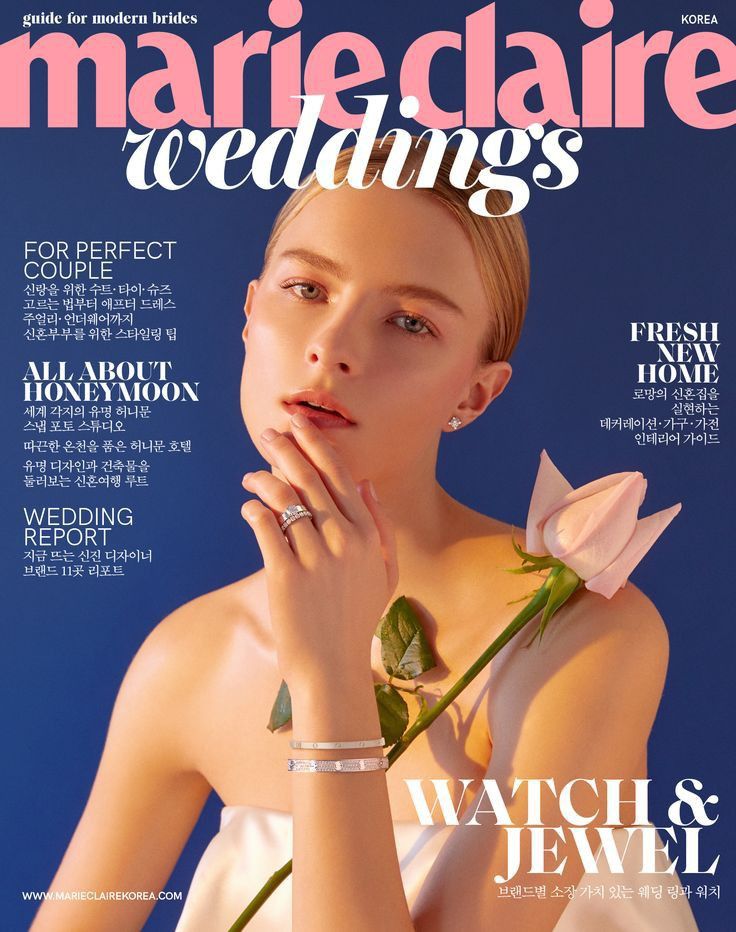 guide for modern brides
KOREA
marie claire
weddings
FOR PERFECT
COUPLE
신랑을 위한 수트·타이·슈즈
고르는 법부터 애프터 드레스
주얼리·언더웨어까지
신혼부부를 위한 스타일링 팁
ALL ABOUT
HONEYMOON
세계 각지의 유명 허니문
스냅 포토 스튜디오
따끈한 온천을 품은 허니문 호텔
유명 디자인과 건축물을
둘러보는 신혼여행 루트
WEDDING
REPORT
지금 뜨는 신진 디자이너
브랜드 11곳 리포트
FRESH
NEW
HOME
로망의 신혼집을
실현하는
데커레이션·가구·가전
인테리어 가이드
WATCH &
JEWEL
브랜드별 소장 가치 있는 웨딩 링과 워치
WWW.MARIECLAIREKOREA.COM